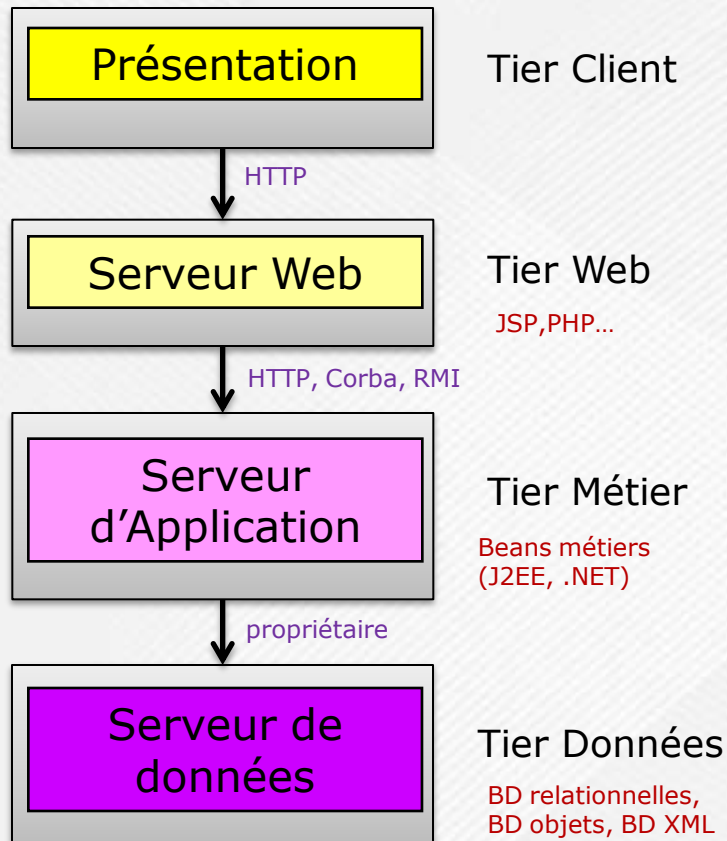 Présentation
Tier Client
HTTP
Serveur Web
Tier Web
JSP,PHP…
HTTP, Corba, RMI
Serveur
d’Application
Tier Métier
Beans métiers
(J2EE, .NET)
propriétaire
Serveur de
données
Tier Données
BD relationnelles,
BD objets, BD XML